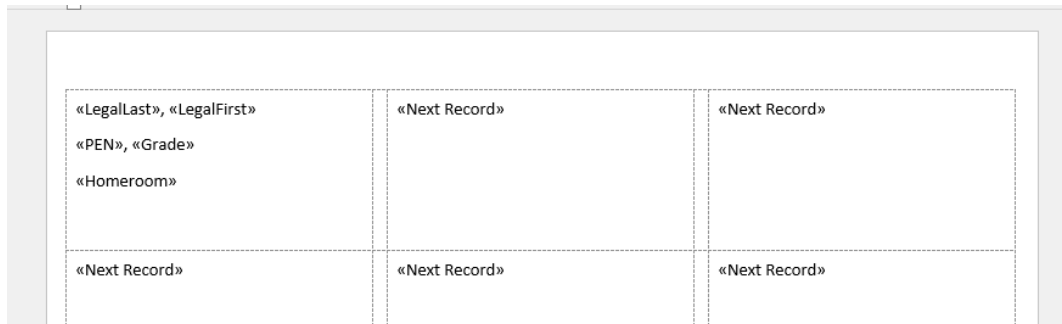 «LegalLast», «LegalFirst»
«PEN», «Grade»
«Homeroom»
«Next Record»
«Next Record»
«Next Record»
«Next Record»
«Next Record»